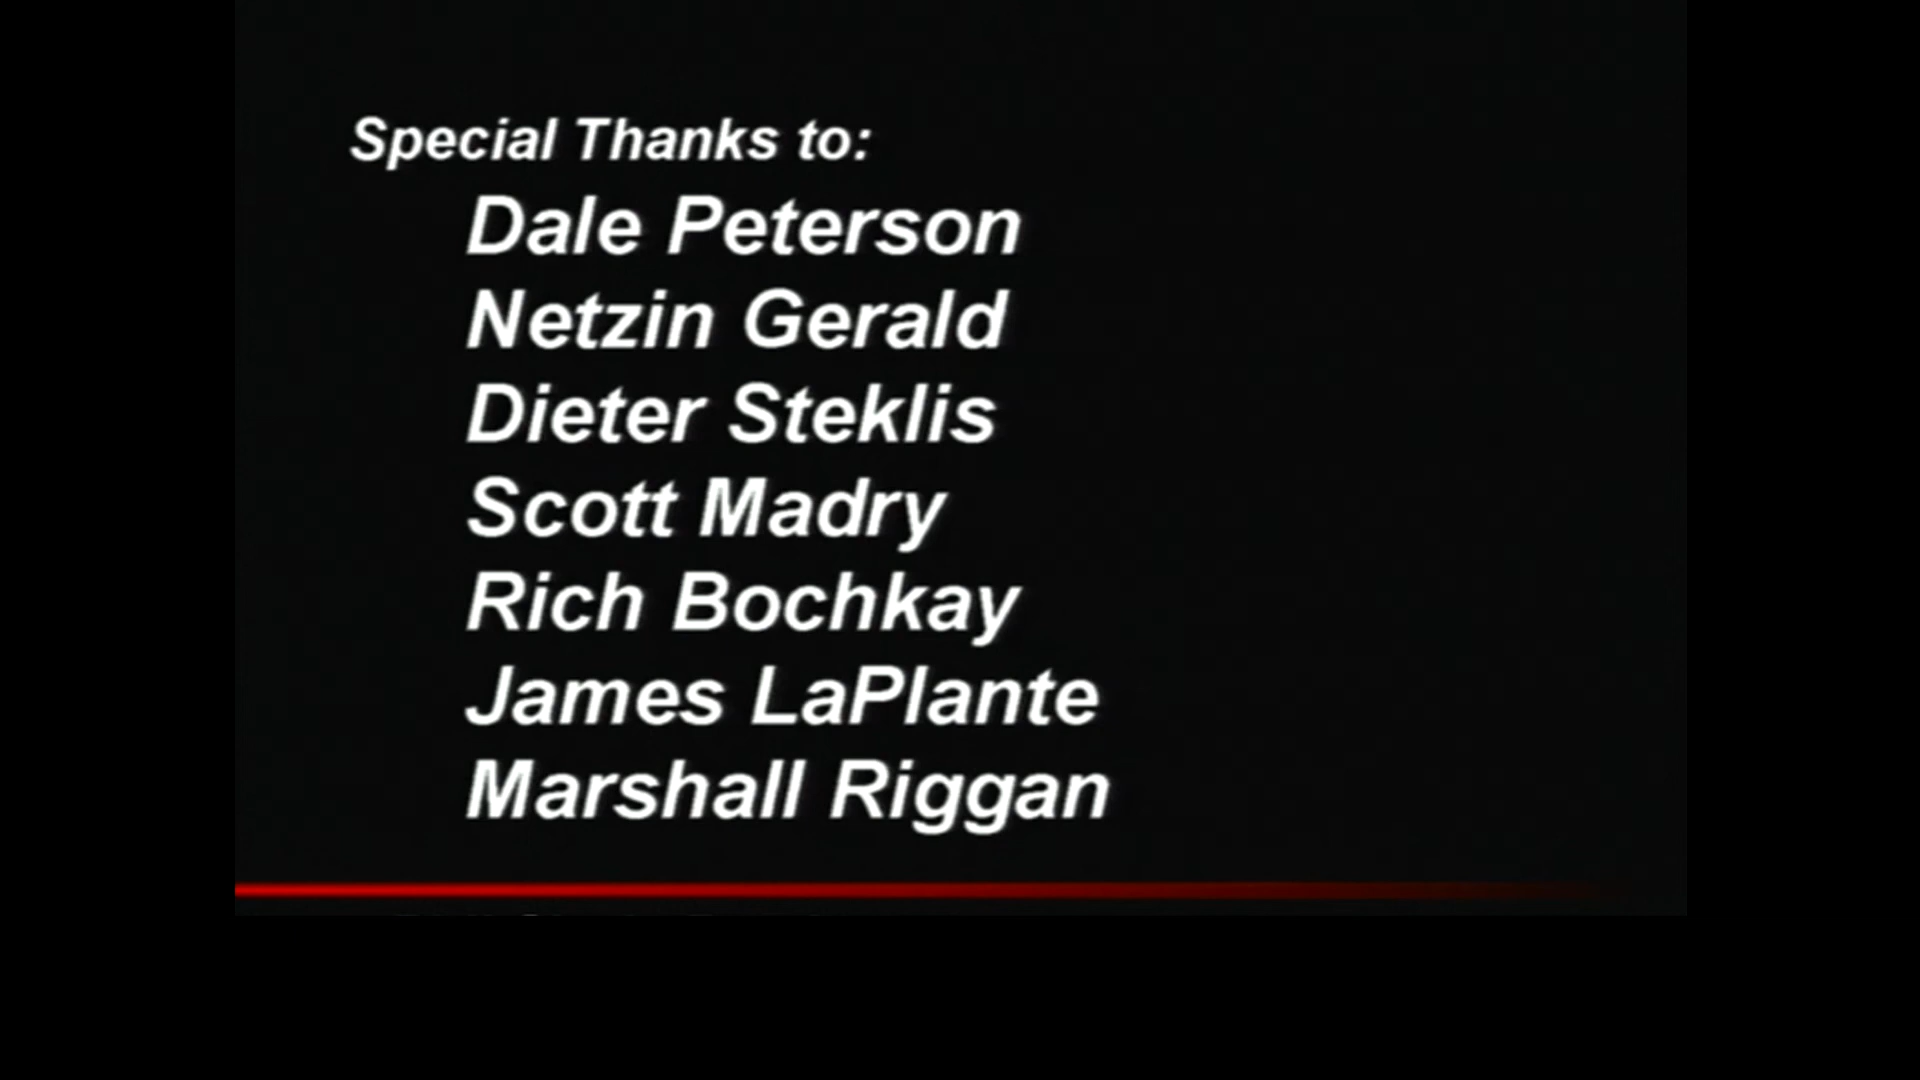 Special Thanks to:
Dale Peterson
Netzin Gerald
Dieter Steklis
Scott Madry
Rich Bochkay
James LaPlante
Marshall Riggan